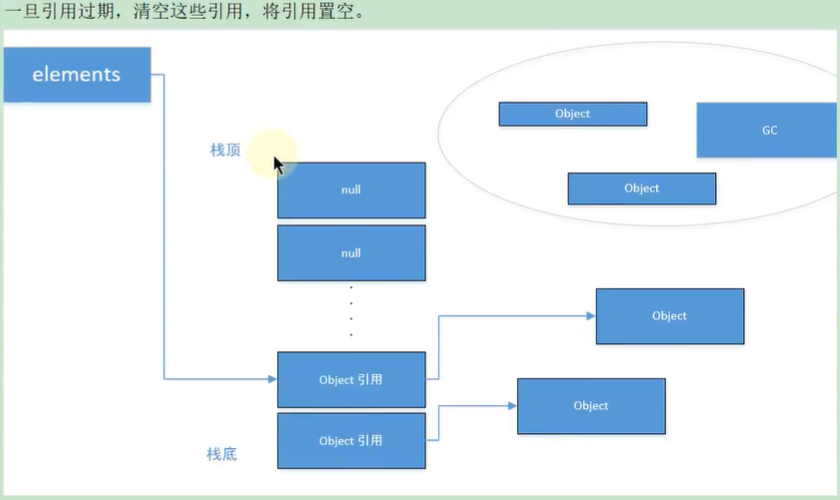 一旦引用过期，清空这些引用，将引用置空。
elements
Object
GC
栈顶
Object
null
null
Object
Object 引用
Object
Object 引用
栈底